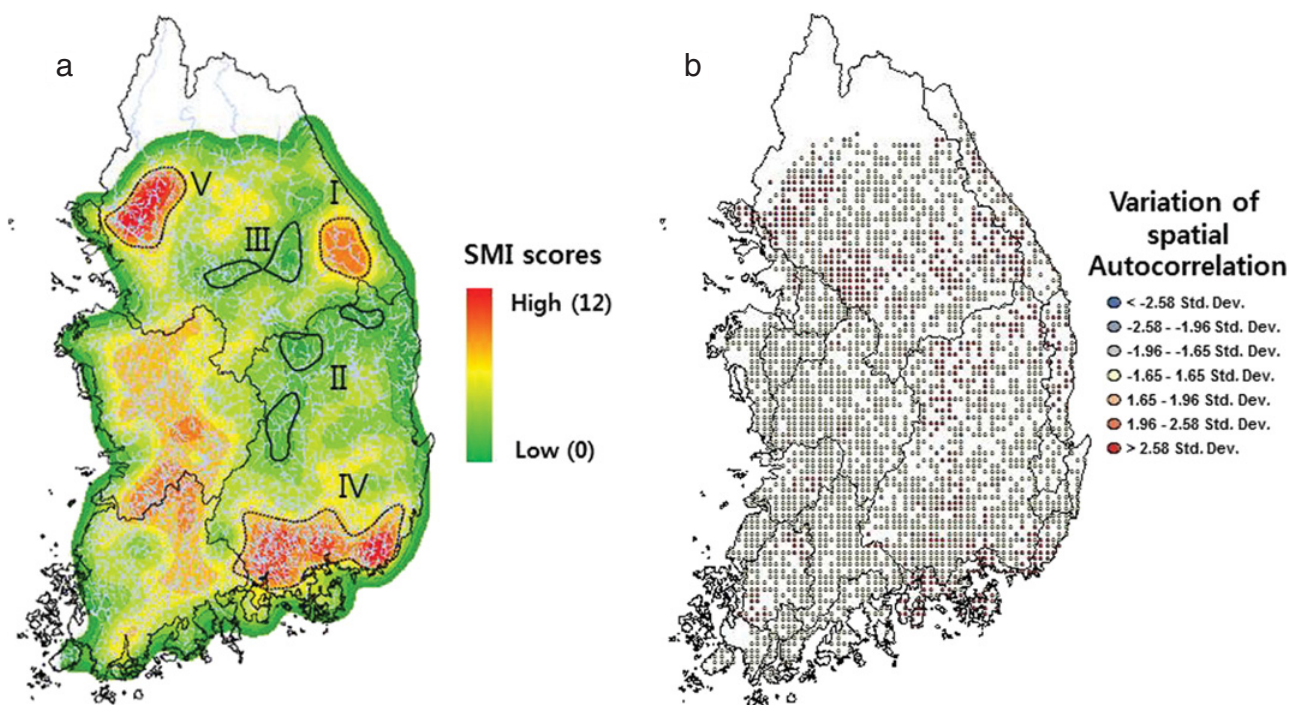 a
V
I
III
II
IV
SMI scores
High (12)
Low (0)
b
Variation of
spatial
Autocorrelation
< -2.58 Std. Dev.
-2.58 - -1.96 Std. Dev.
-1.96 - -1.65 Std. Dev.
-1.65 - 1.65 Std. Dev.
1.65 - 1.96 Std. Dev.
1.96 - 2.58 Std. Dev.
> 2.58 Std. Dev.